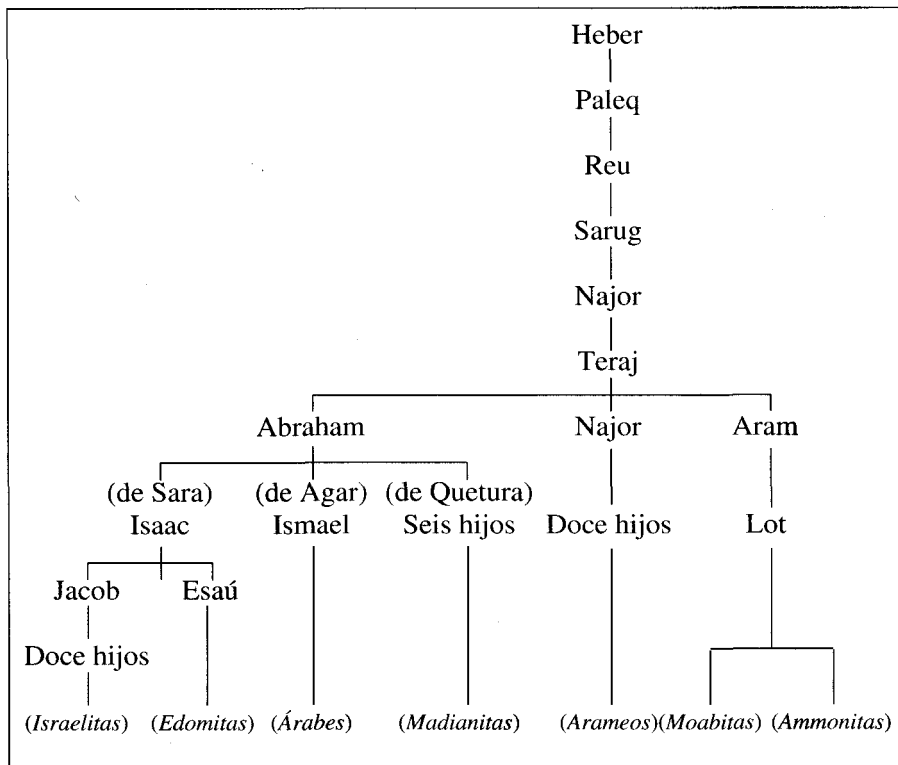 Heber
Paleq
Reu
Sarug
Najor
Teraj
Abraham Najor Aram
(de Sara) (de Agar) (de Quetura)
Isaac Ismael Seis hijos Doce hijos Lot
Jacob Esaú
Doce hijos
(Israelitas) (Edomitas) (Árabes) (Madianitas) (Arameos) (Moabitas) (Ammonitas)